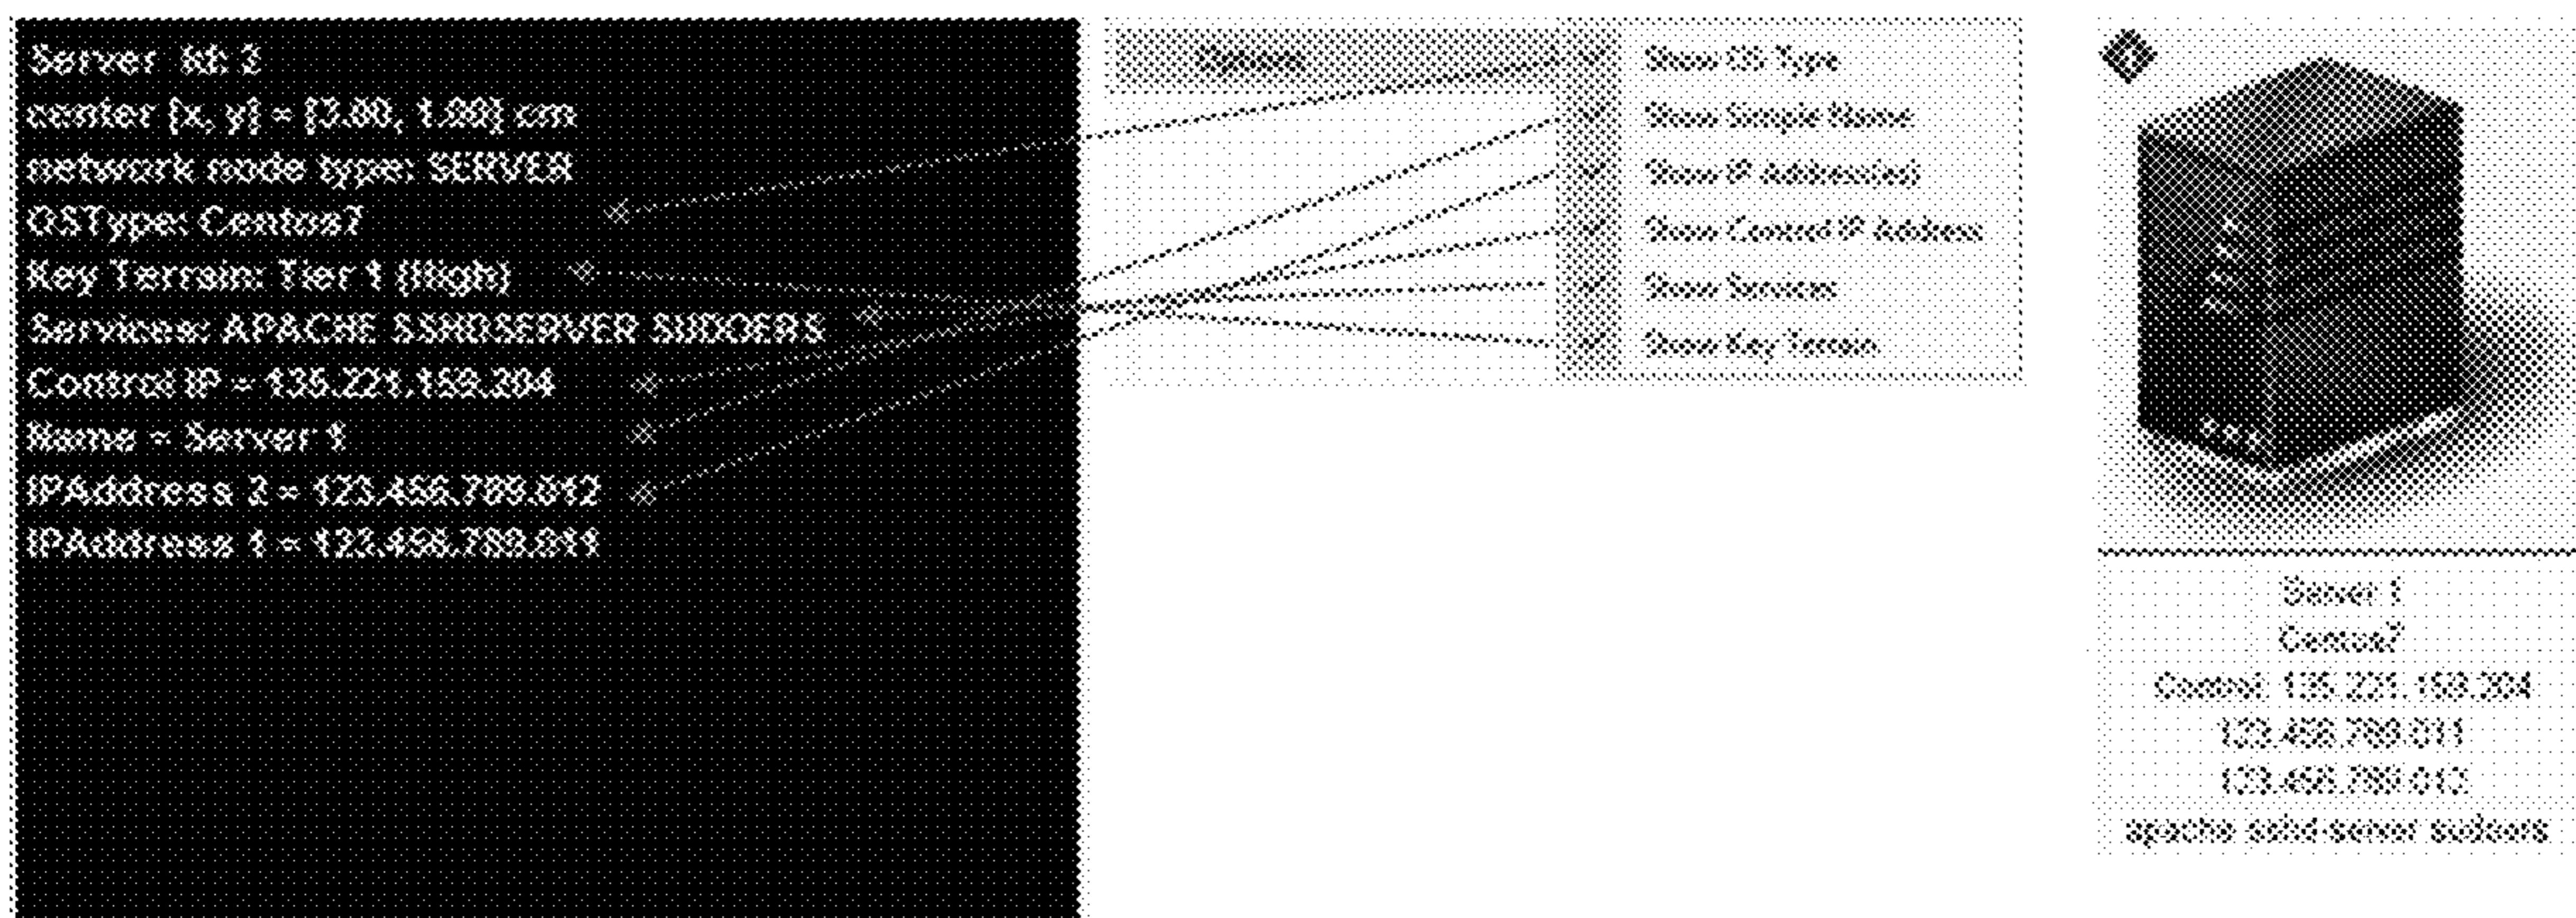 Server Id: 2
center [x, y] = [3.00, 1.00] cm
network node type: SERVER
OSType: Centos7
Key Terrain: Tier 1 (High)
Services: APACHE SSHDSERVER SUDOERS
Control IP = 135.221.159.204
Name = Server 1
IPAddress 2 = 123.456.789.012
IPAddress 1 = 123.456.789.011
Options
Show OS Type
Show Simple Name
Show IP Address(es)
Show Control IP Address
Show Services
Show Key Terrain
Server 1
Centos7
Control: 135.221.159.204
123.456.789.011
123.456.789.012
apache sshd-server sudoers